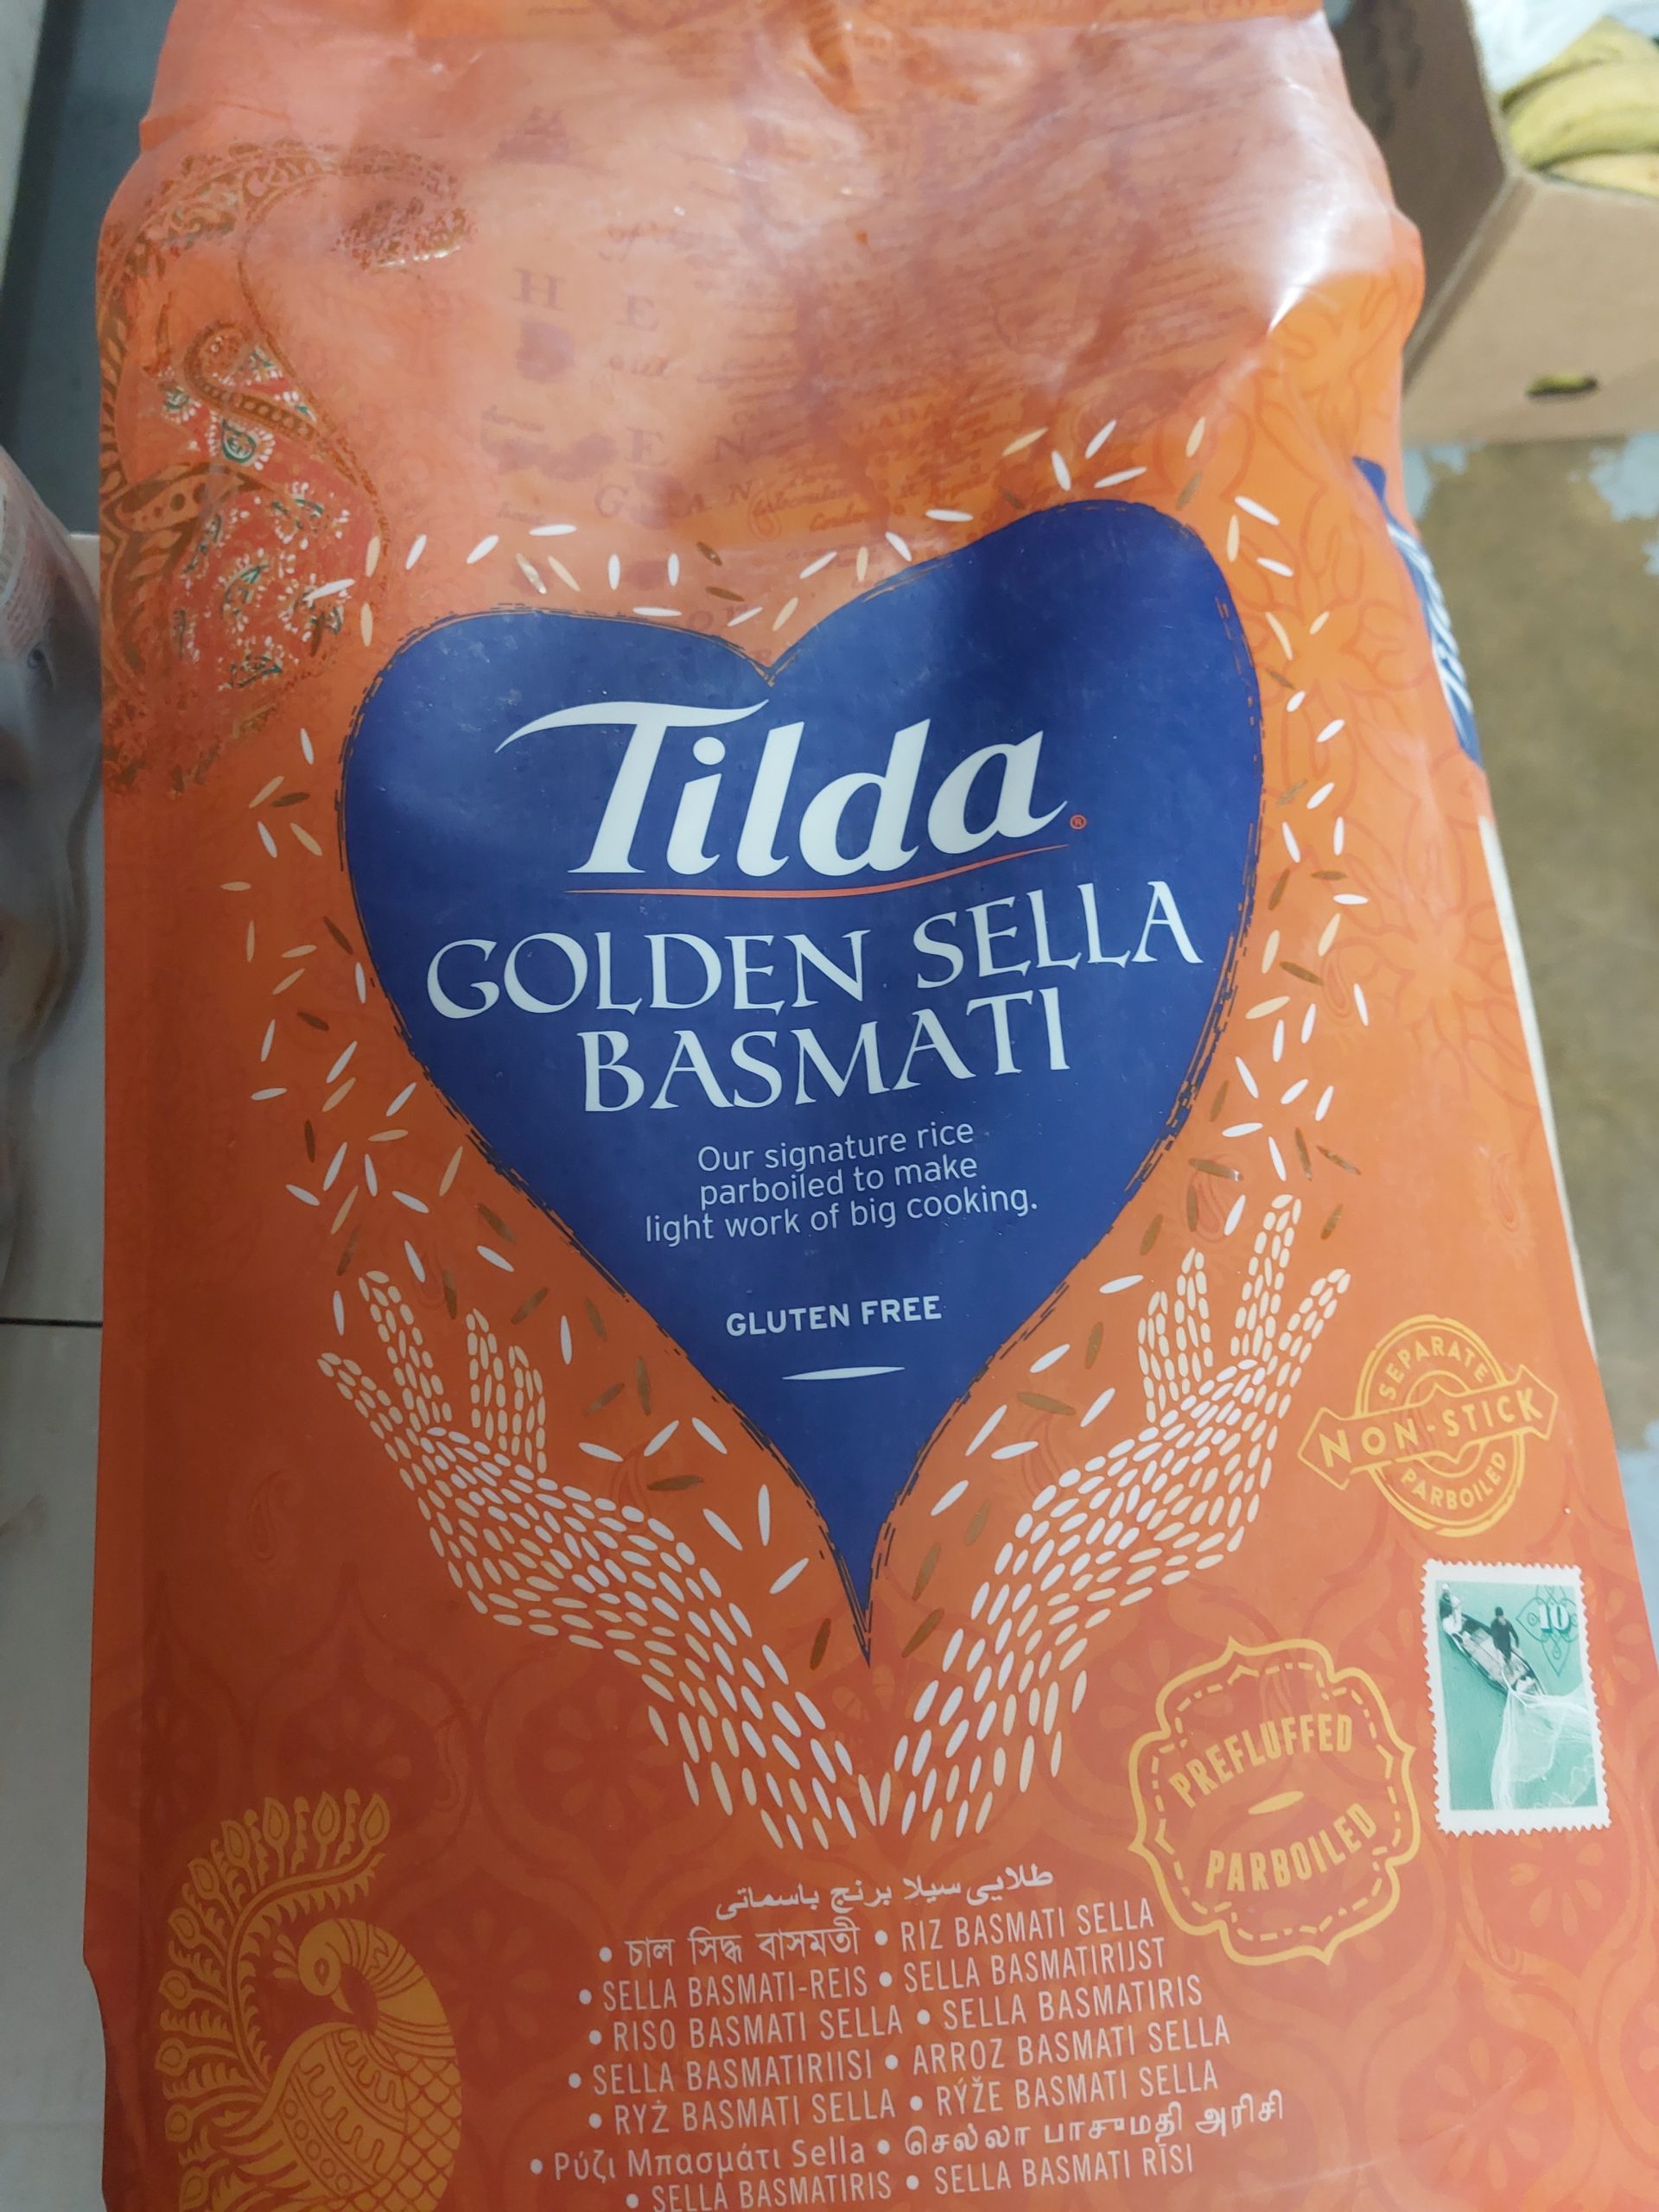 Tilda
GOLDEN SELLA
BASMATI
Our signature rice
parboiled to make
light work of big cooking.
GLUTEN FREE
SEPARATE
NON-STICK
PARBOILED
10
PREFLUFFED
PARBOILED
طلایی سیلا برنج باسماتی
• চাল সিদ্ধ বাসমতী • RIZ BASMATI SELLA
• SELLA BASMATI-REIS • SELLA BASMATIRIJST
• RISO BASMATI SELLA • SELLA BASMATIRIS
• SELLA BASMATIRIISI • ARROZ BASMATI SELLA
• RYŻ BASMATI SELLA • RÝŽE BASMATI SELLA
• Ρύζι Μπασμάτι Sella • செல்லா பாசுமதி அரிசி
• SELLA BASMATIRIS • SELLA BASMATI RĪSI